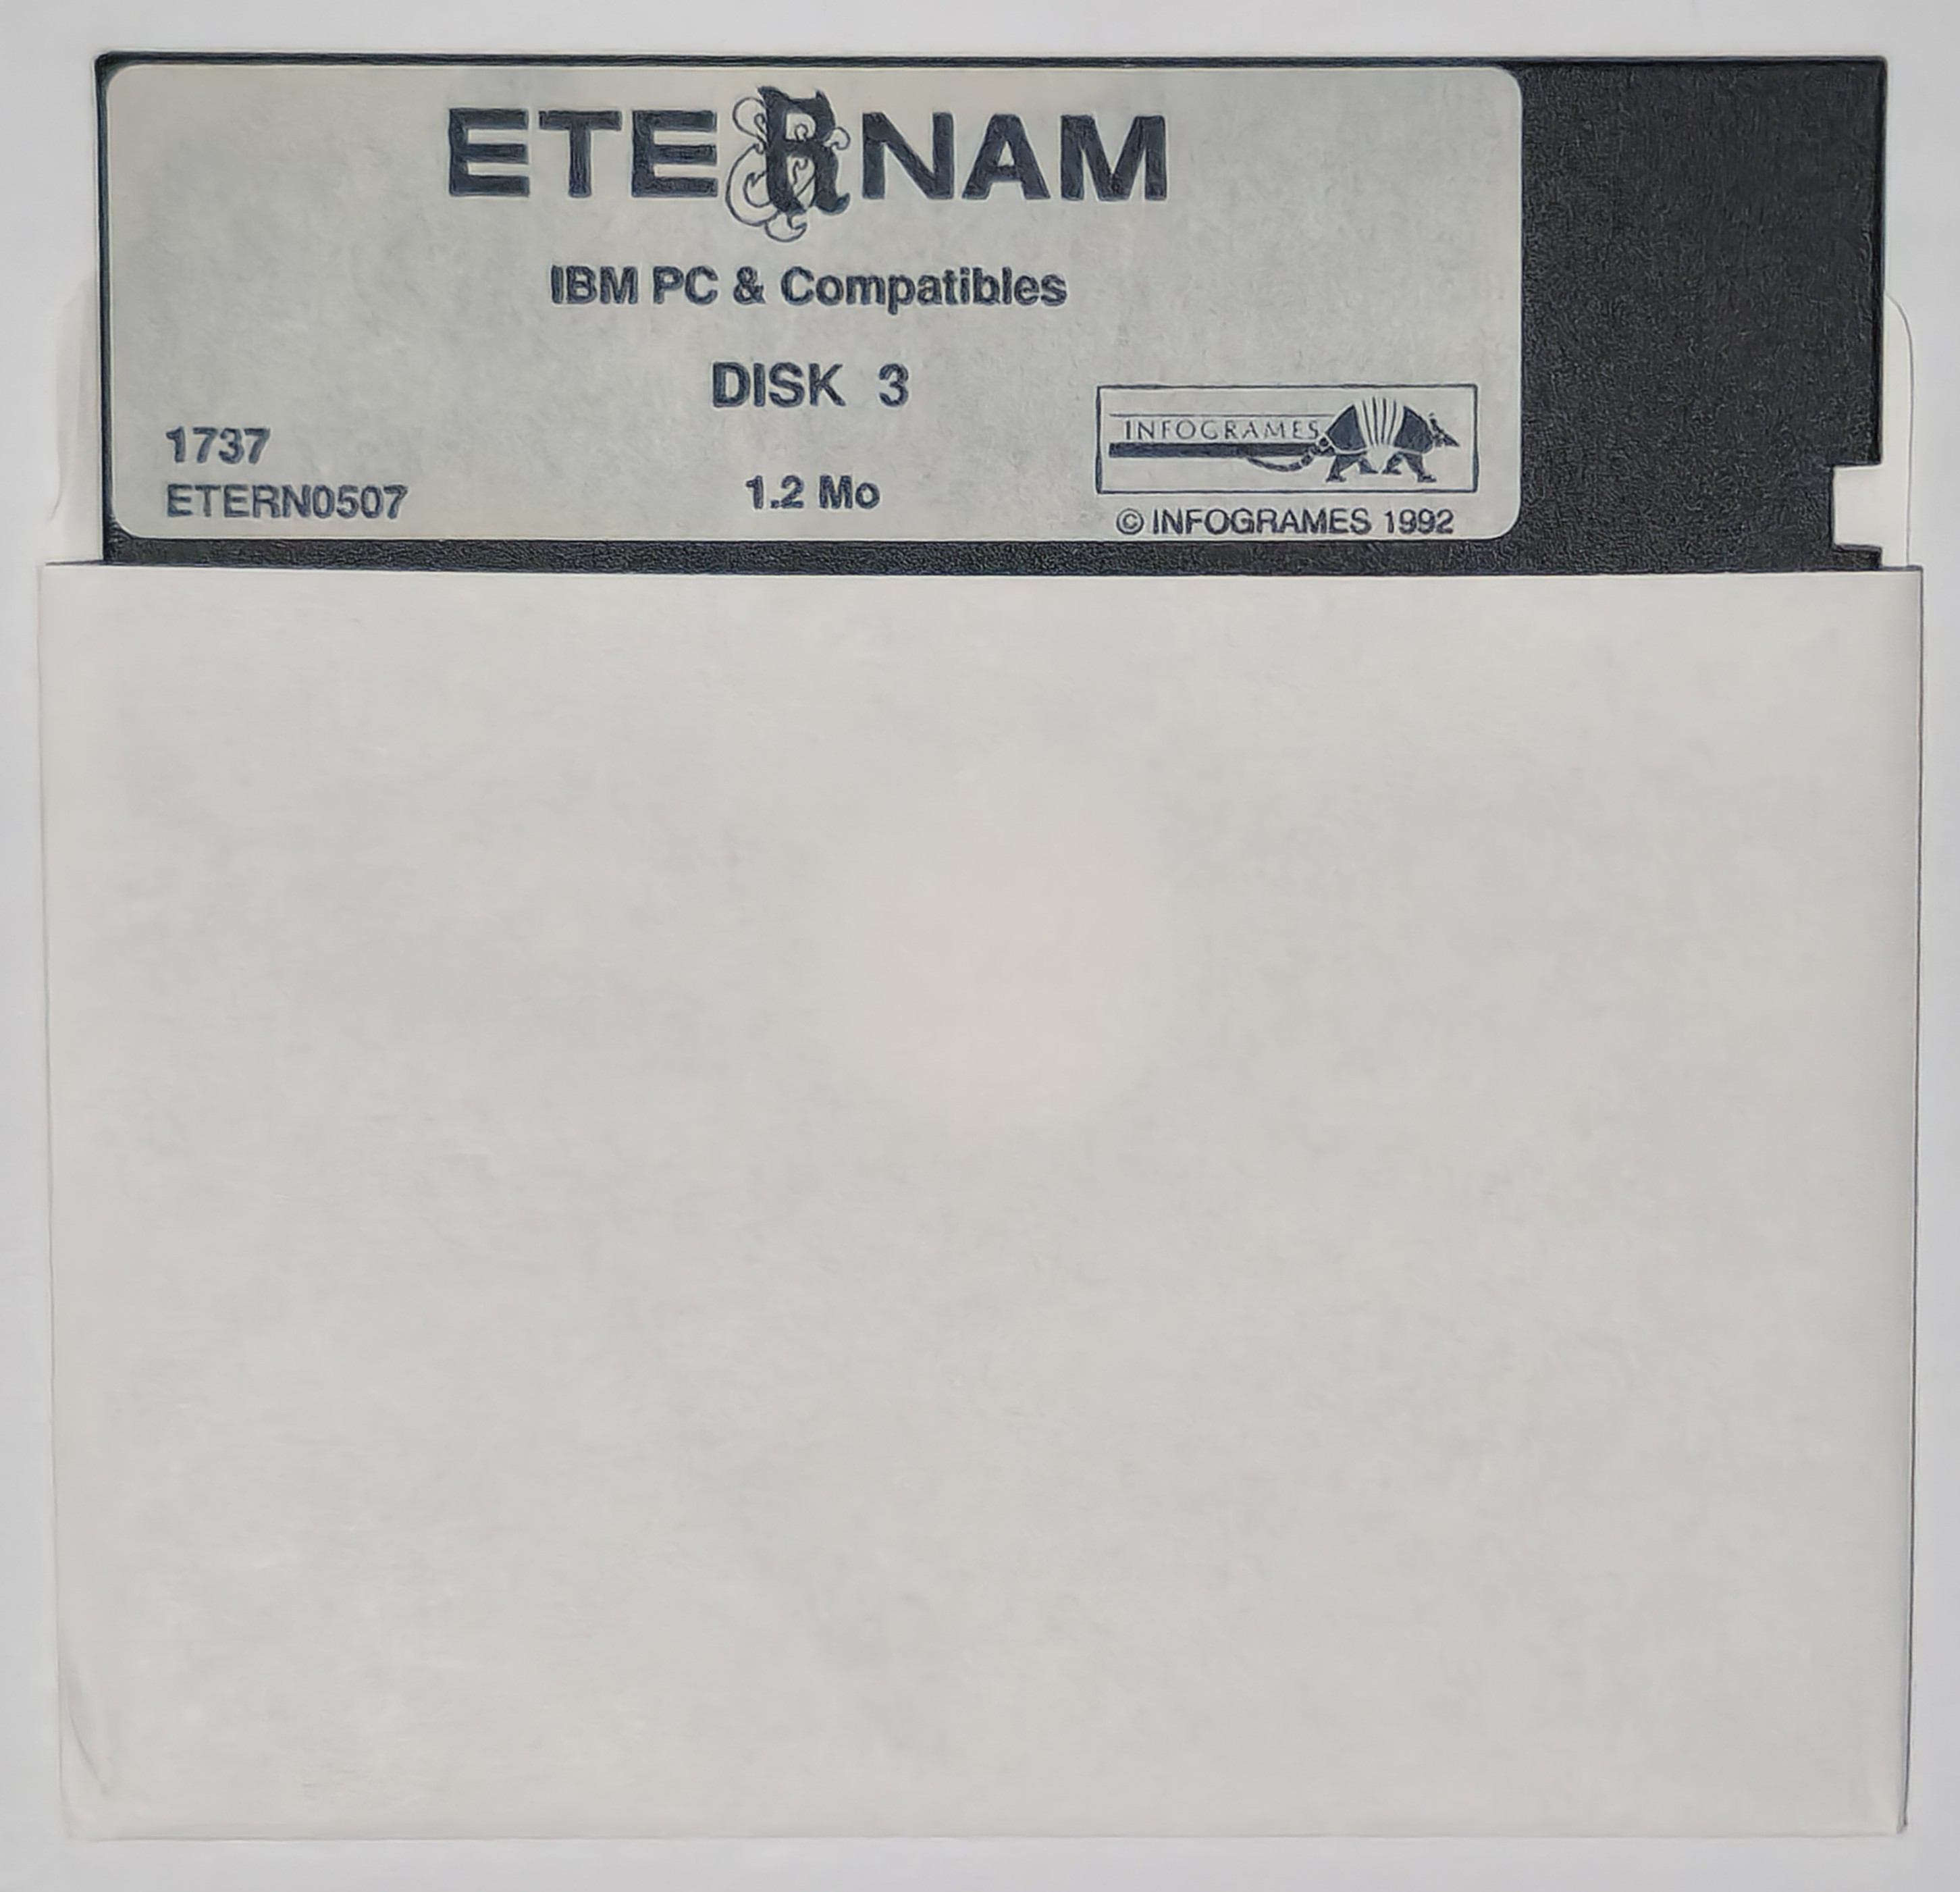 ETERNAM
IBM PC & Compatibles
DISK 3
1737
ETERN0507
1.2 Mo
INFOGRAMES
© INFOGRAMES 1992